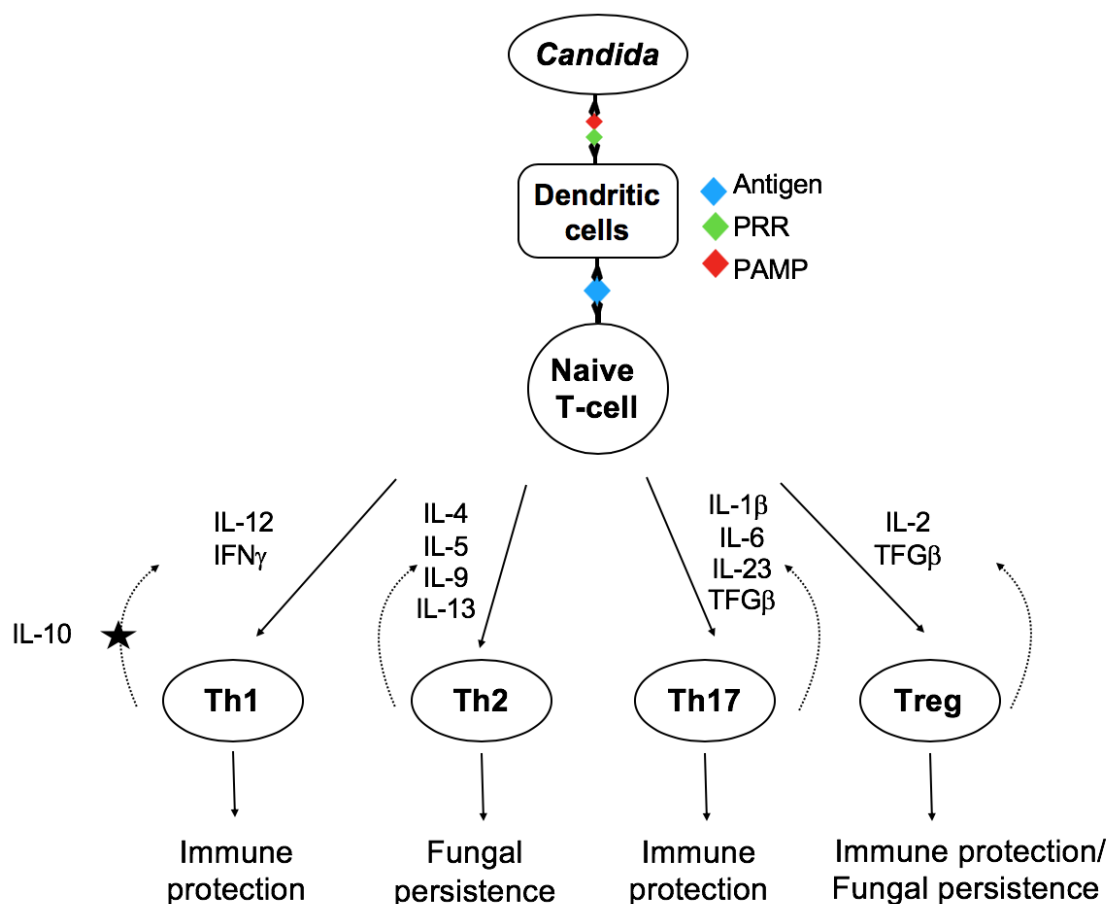 Candida
Dendritic
cells
Antigen
PRR
PAMP
Naive
T-cell
IL-12
IFNγ
IL-4
IL-5
IL-9
IL-13
IL-1β
IL-6
IL-23
TFGβ
IL-2
TFGβ
IL-10
Th1
Th2
Th17
Treg
Immune
protection
Fungal
persistence
Immune
protection
Immune protection/
Fungal persistence